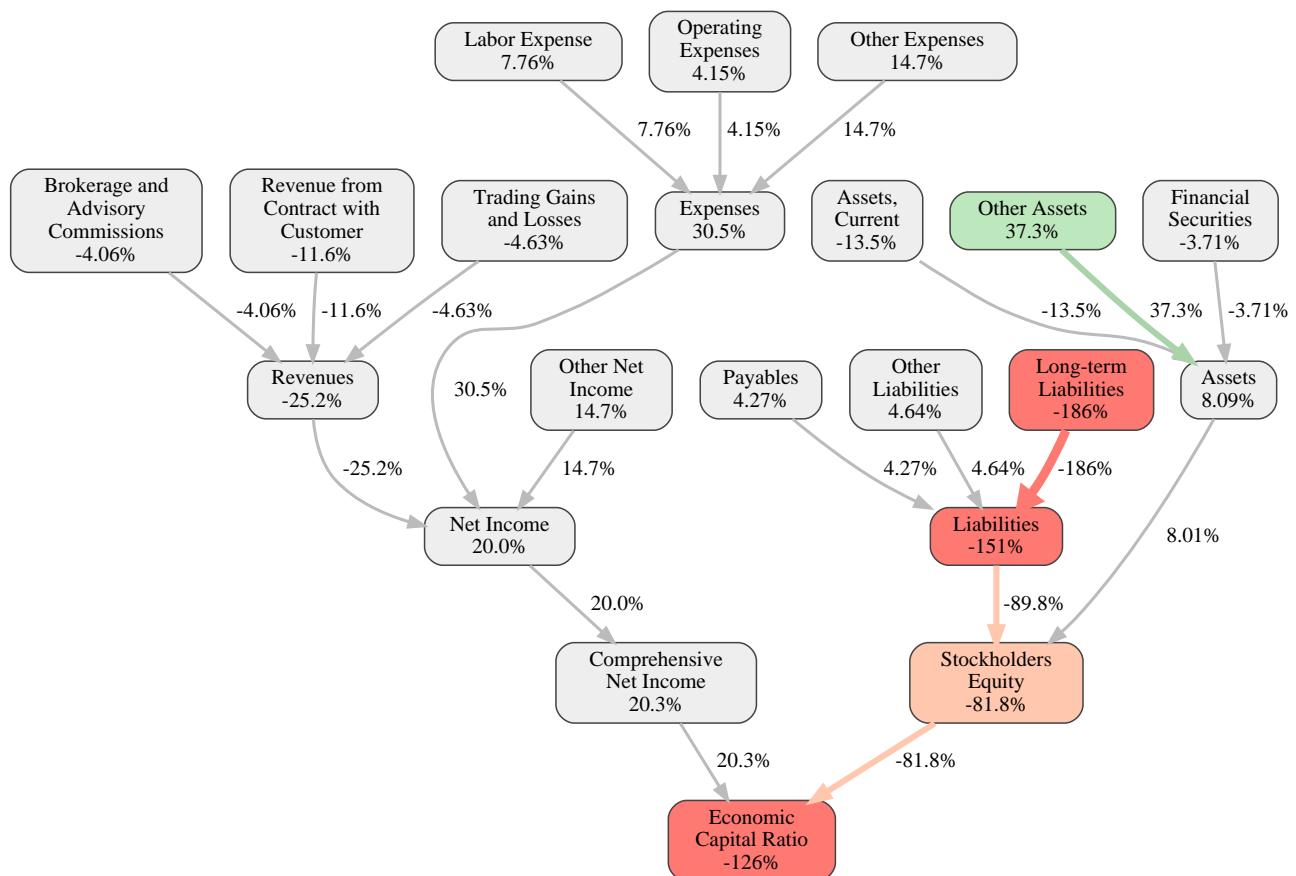 Labor Expense
7.76%
Operating
Expenses
4.15%
Other Expenses
14.7%
7.76%
4.15%
14.7%
Brokerage and
Advisory
Commissions
-4.06%
Revenue from
Contract with
Customer
-11.6%
Trading Gains
and Losses
-4.63%
Expenses
30.5%
Assets,
Current
-13.5%
Other Assets
37.3%
Financial
Securities
-3.71%
-4.06%
-11.6%
-4.63%
-13.5%
37.3%
-3.71%
Revenues
-25.2%
30.5%
Other Net
Income
14.7%
Payables
4.27%
Other
Liabilities
4.64%
Long-term
Liabilities
-186%
Assets
8.09%
-25.2%
14.7%
4.27%
4.64%
-186%
Net Income
20.0%
Liabilities
-151%
8.01%
20.0%
-89.8%
Comprehensive
Net Income
20.3%
Stockholders
Equity
-81.8%
20.3%
-81.8%
Economic
Capital Ratio
-126%